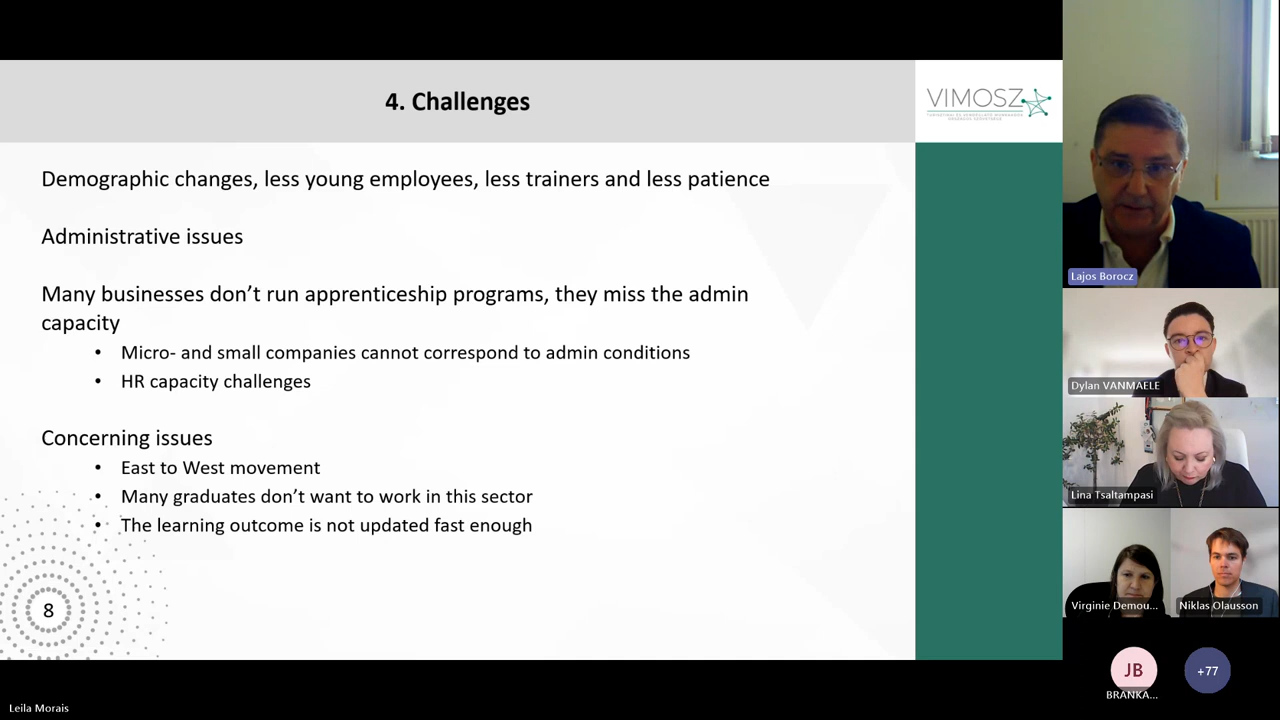 4. Challenges
VIMOSZ
Demographic changes, less young employees, less trainers and less patience
Administrative issues
Many businesses don’t run apprenticeship programs, they miss the admin
capacity
• Micro- and small companies cannot correspond to admin conditions
• HR capacity challenges
Concerning issues
• East to West movement
• Many graduates don’t want to work in this sector
• The learning outcome is not updated fast enough
8
Leila Morais
Lajos Borocz
Dylan VANMAELE
Lina Tsaltampasi
Virginie Demou...
Niklas Olausson
JB
BRANKA...
+77